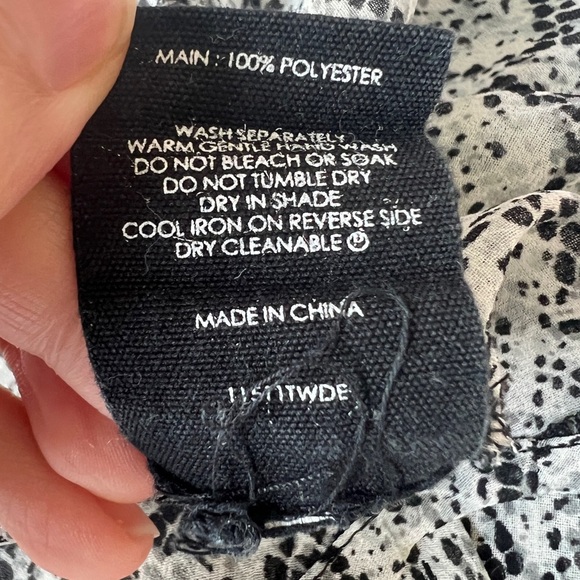 MAIN : 100% POLYESTER
WASH SEPARATELY
WARM GENTLE HAND WASH
DO NOT BLEACH OR SOAK
DO NOT TUMBLE DRY
DRY IN SHADE
COOL IRON ON REVERSE SIDE
DRY CLEANABLE Ⓟ
MADE IN CHINA
11511TWDE